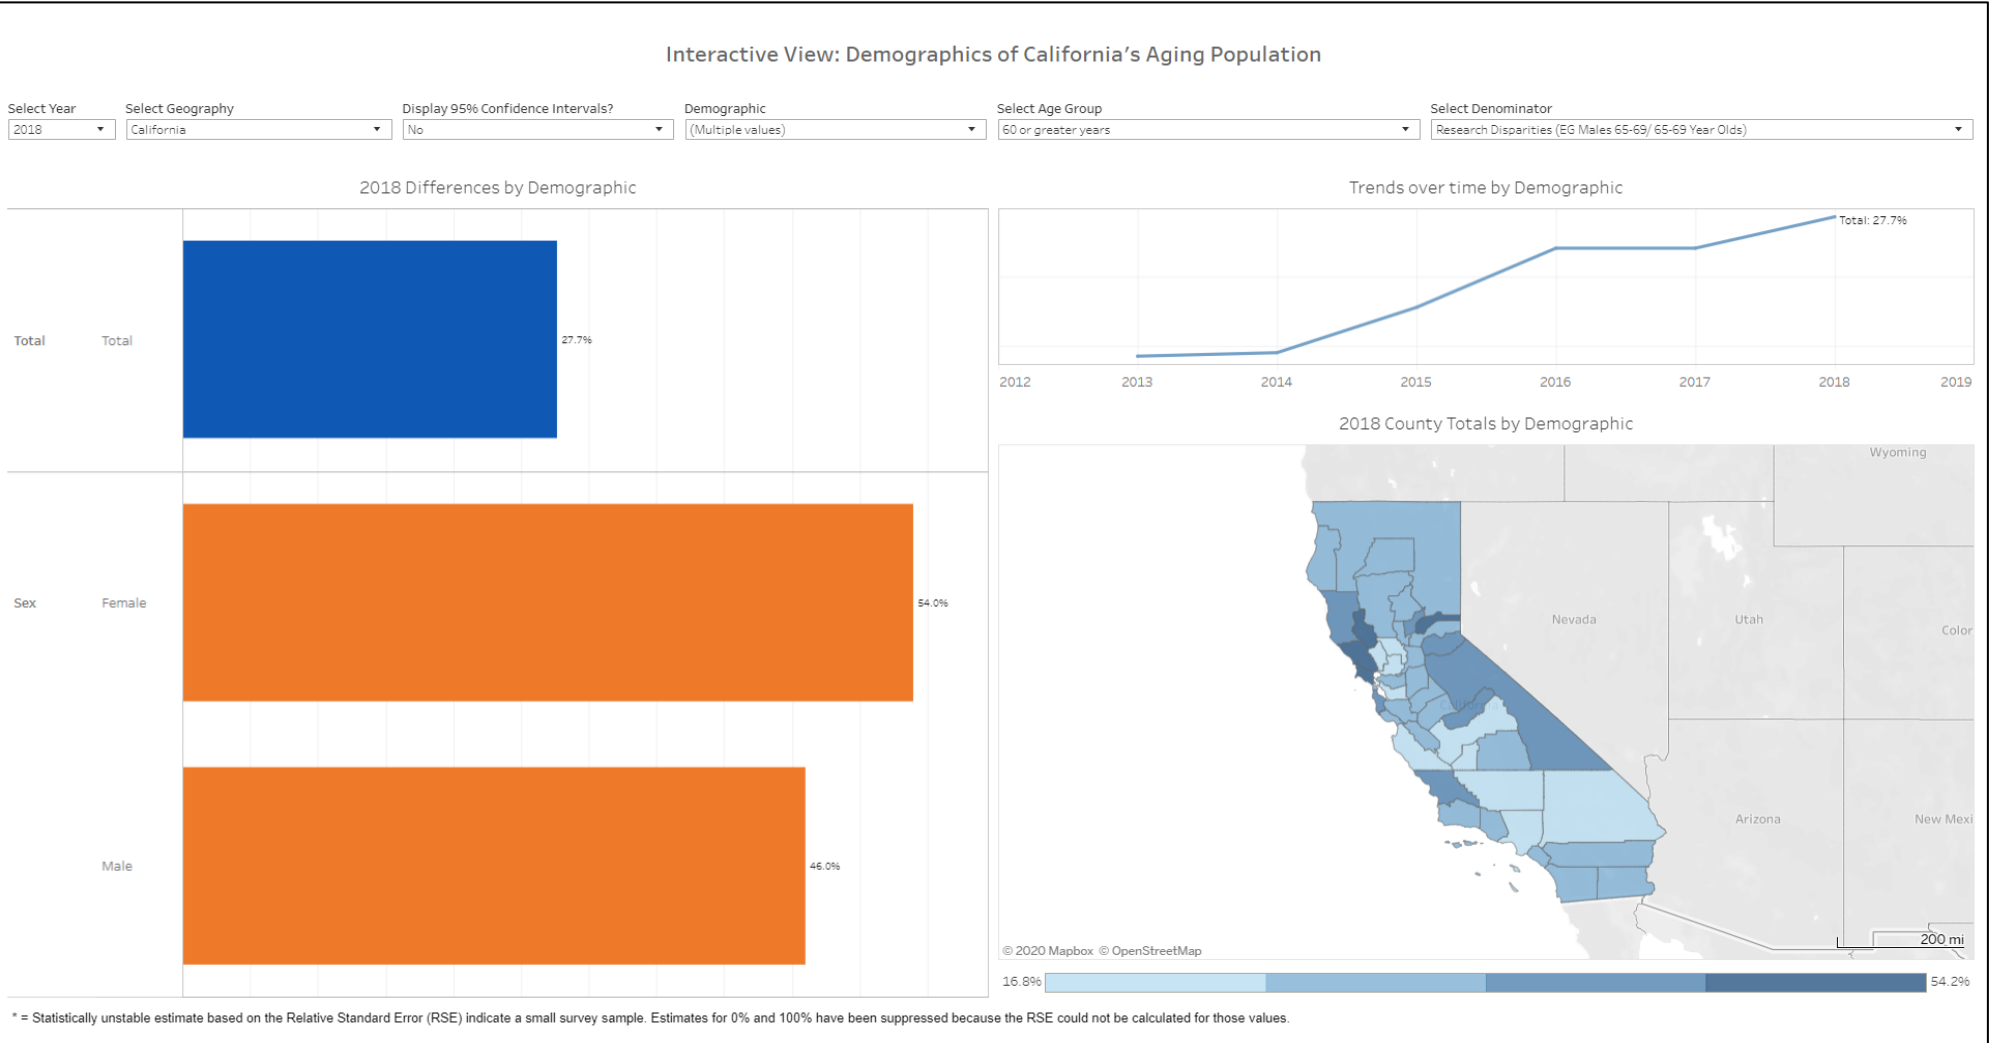 Interactive View: Demographics of California's Aging Population
Select Year
Select Geography
Display 95% Confidence Intervals?
Demographic
Select Age Group
Select Denominator
2018
California
No
(Multiple values)
60 or greater years
Research Disparities (EG Males 65-69/ 65-69 Year Olds)
2018 Differences by Demographic
Total
Total
27.7%
Sex
Female
54.0%
Male
46.0%
Trends over time by Demographic
Total: 27.7%
2012
2013
2014
2015
2016
2017
2018
2019
2018 County Totals by Demographic
Wyoming
Nevada
Utah
Color
California
Arizona
New Mexi
© 2020 Mapbox © OpenStreetMap
200 mi
16.8%
54.2%
* = Statistically unstable estimate based on the Relative Standard Error (RSE) indicate a small survey sample. Estimates for 0% and 100% have been suppressed because the RSE could not be calculated for those values.